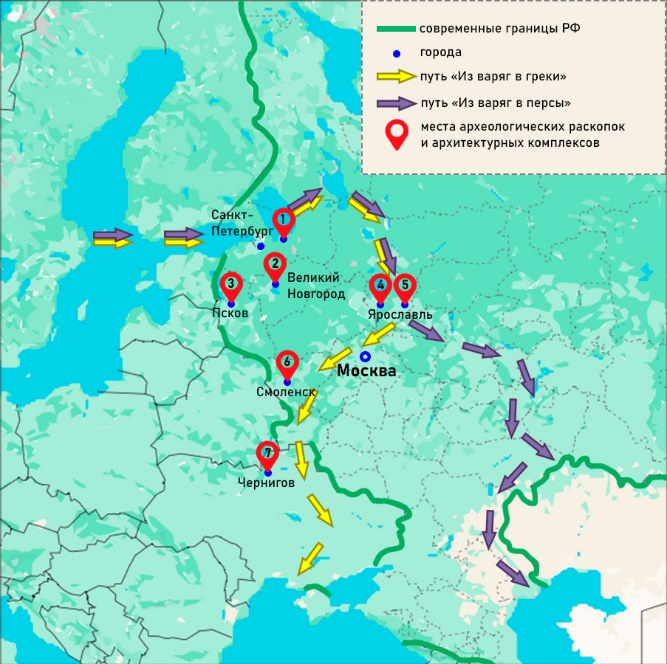 современные границы РФ
города
путь «Из варяг в греки»
путь «Из варяг в персы»
места археологических раскопок
и архитектурных комплексов
Санкт-
Петербург
1
2
Великий
Новгород
3
Псков
4
5
Ярославль
6
Смоленск
Москва
7
Чернигов